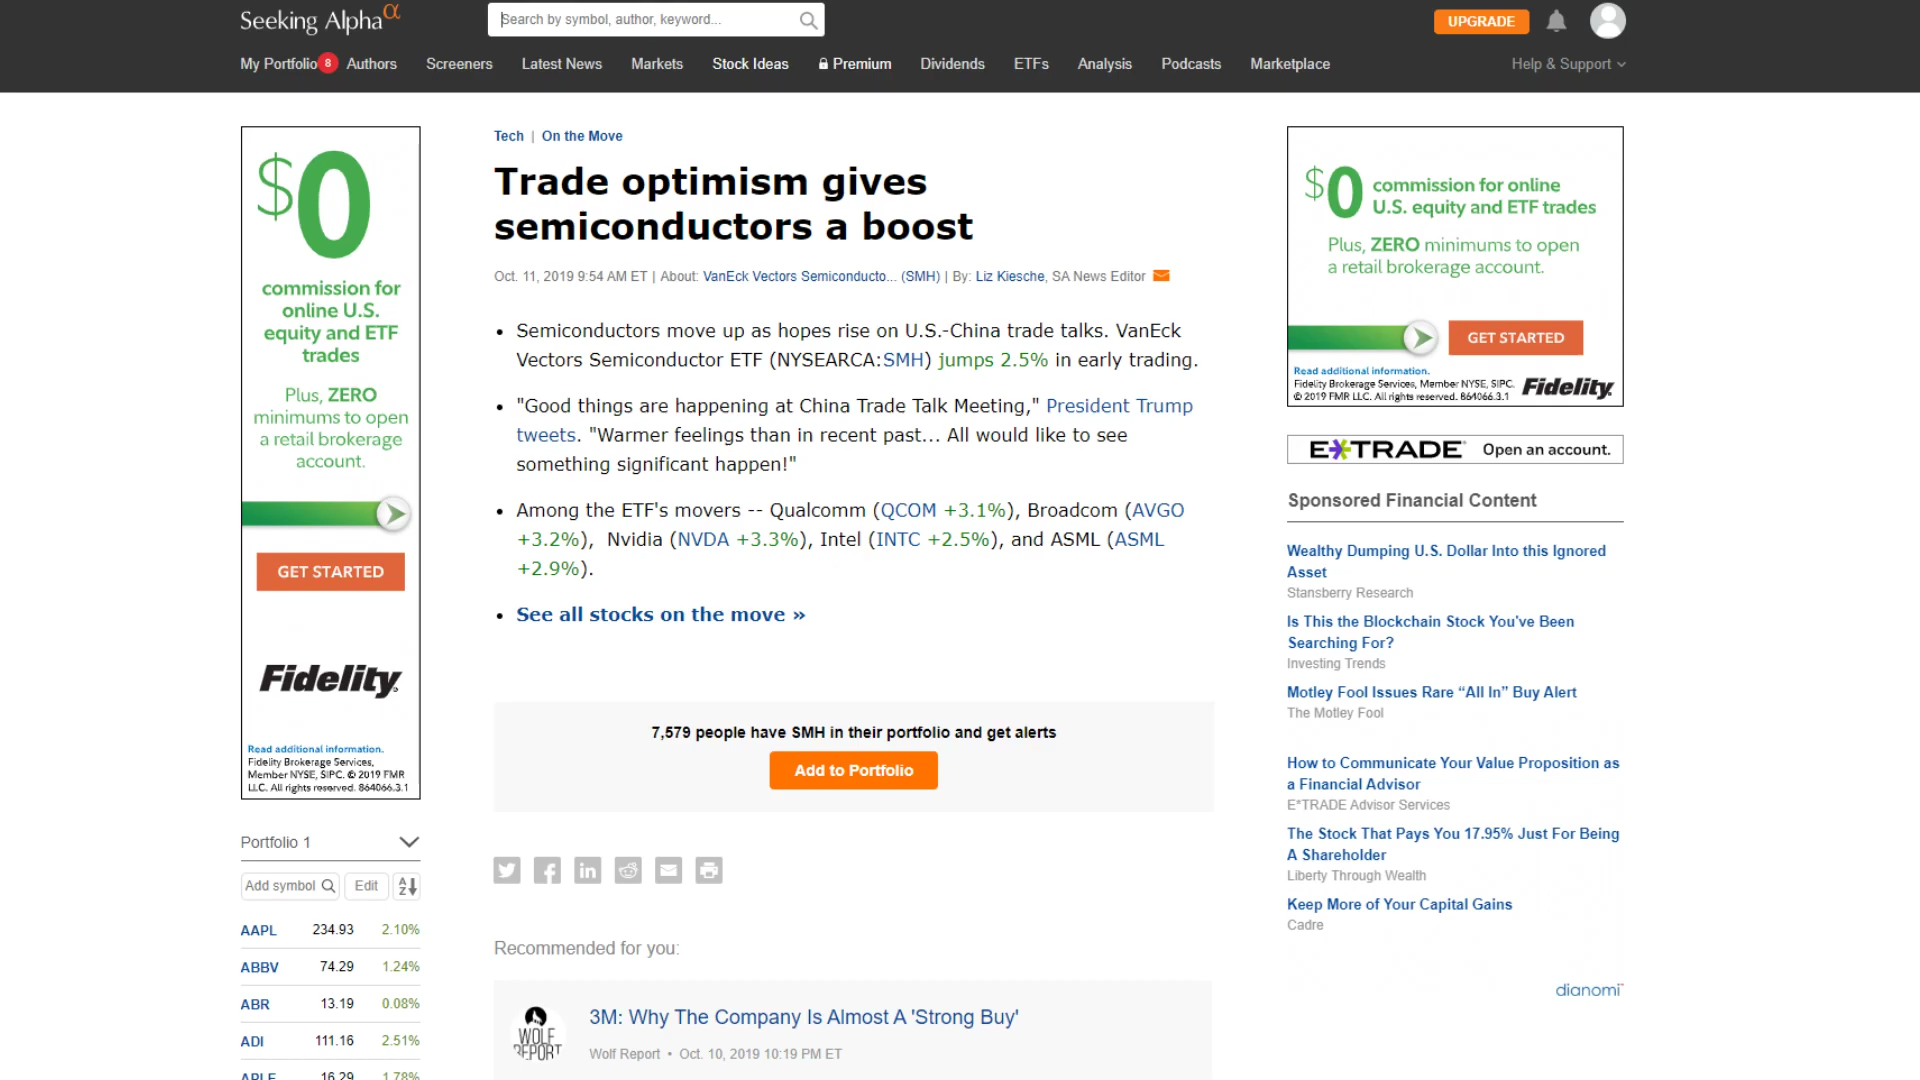 Seeking Alpha α
Search by symbol, author, keyword...
UPGRADE
My Portfolio 8 Authors Screeners Latest News Markets Stock Ideas Premium Dividends ETFs Analysis Podcasts Marketplace Help & Support
$0
commission for
online U.S.
equity and ETF
trades
Plus, ZERO
minimums to open
a retail brokerage
account.
GET STARTED
Fidelity
Read additional information.
Fidelity Brokerage Services,
Member NYSE, SIPC. © 2019 FMR
LLC. All rights reserved. 864066.3.1
Portfolio 1
Add symbol Edit A Z
AAPL 234.93 2.10%
ABBV 74.29 1.24%
ABR 13.19 0.08%
ADI 111.16 2.51%
APLE 16.29 1.78%
Tech | On the Move
Trade optimism gives
semiconductors a boost
Oct. 11, 2019 9:54 AM ET | About: VanEck Vectors Semiconducto... (SMH) | By: Liz Kiesche, SA News Editor
• Semiconductors move up as hopes rise on U.S.-China trade talks. VanEck
Vectors Semiconductor ETF (NYSEARCA:SMH) jumps 2.5% in early trading.
• "Good things are happening at China Trade Talk Meeting," President Trump
tweets. "Warmer feelings than in recent past... All would like to see
something significant happen!"
• Among the ETF's movers -- Qualcomm (QCOM +3.1%), Broadcom (AVGO
+3.2%), Nvidia (NVDA +3.3%), Intel (INTC +2.5%), and ASML (ASML
+2.9%).
• See all stocks on the move »
7,579 people have SMH in their portfolio and get alerts
Add to Portfolio
Recommended for you:
WOLF
REPORT
3M: Why The Company Is Almost A 'Strong Buy'
Wolf Report • Oct. 10, 2019 10:19 PM ET
$0 commission for online
U.S. equity and ETF trades
Plus, ZERO minimums to open
a retail brokerage account.
GET STARTED
Read additional information.
Fidelity Brokerage Services, Member NYSE, SIPC.
© 2019 FMR LLC. All rights reserved. 864066.3.1
Fidelity
E*TRADE Open an account.
Sponsored Financial Content
Wealthy Dumping U.S. Dollar Into this Ignored
Asset
Stansberry Research
Is This the Blockchain Stock You've Been
Searching For?
Investing Trends
Motley Fool Issues Rare “All In” Buy Alert
The Motley Fool
How to Communicate Your Value Proposition as
a Financial Advisor
E*TRADE Advisor Services
The Stock That Pays You 17.95% Just For Being
A Shareholder
Liberty Through Wealth
Keep More of Your Capital Gains
Cadre
dianomi